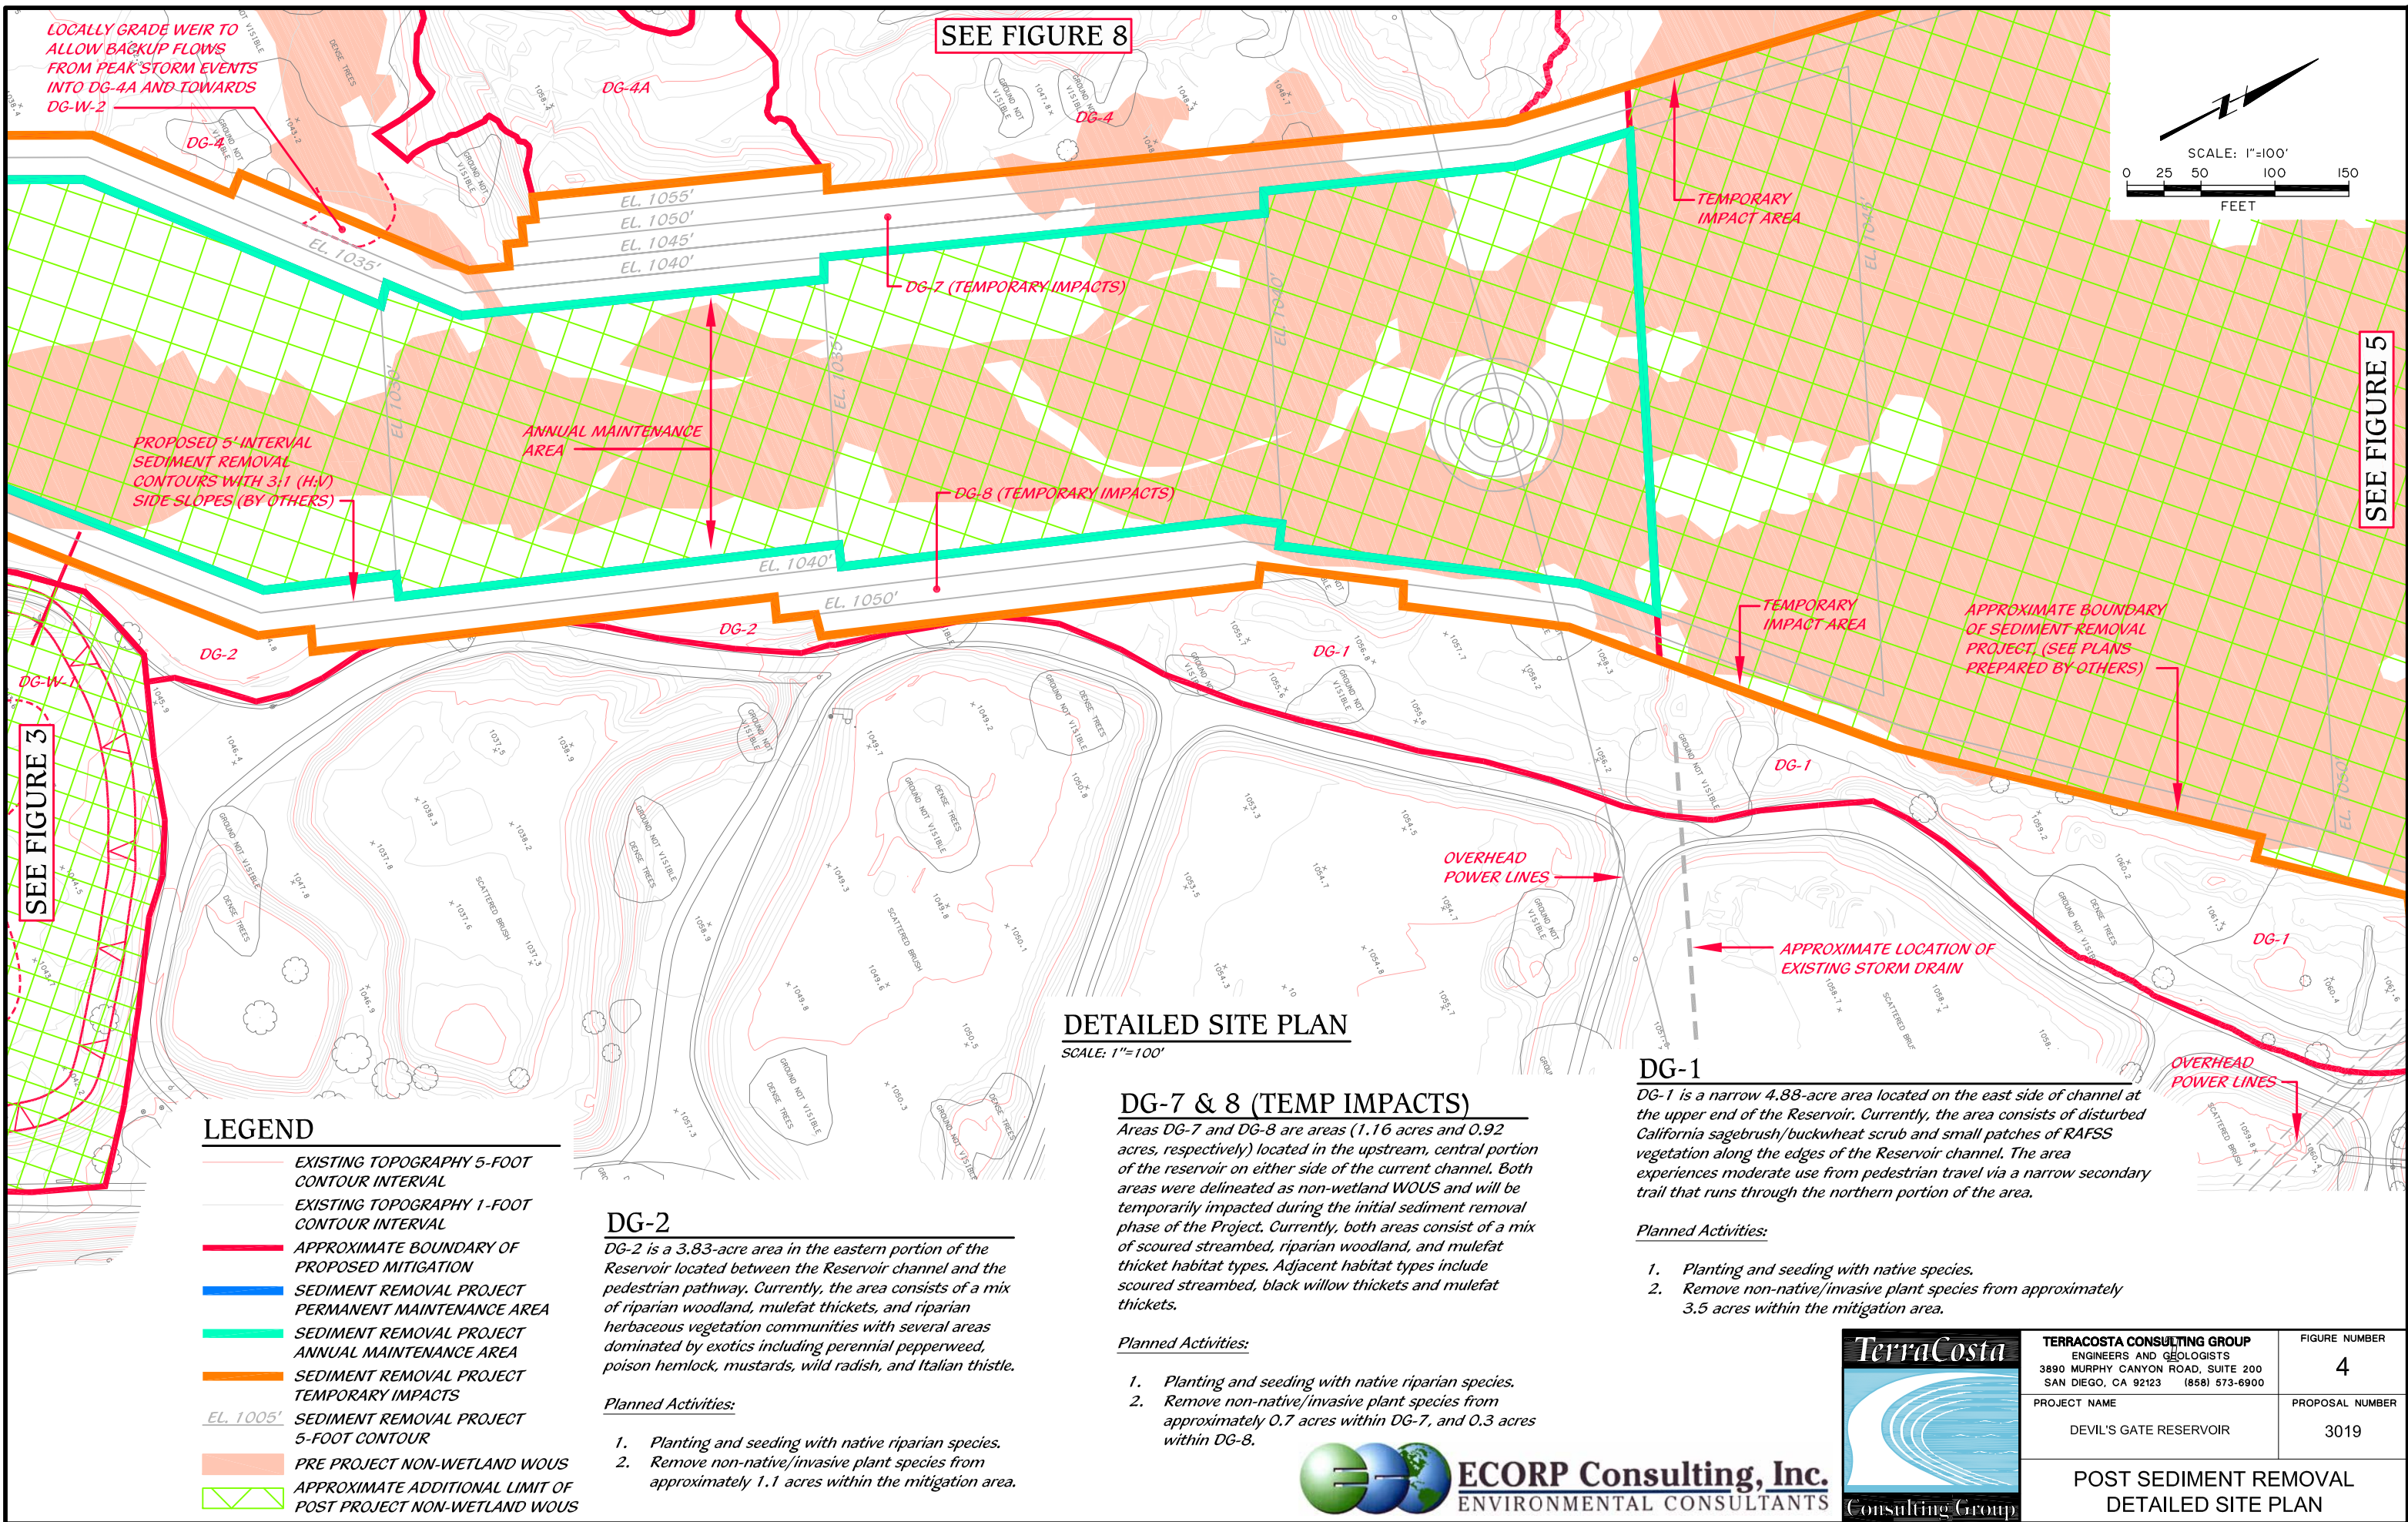 LOCALLY GRADE WEIR TO
ALLOW BACKUP FLOWS
FROM PEAK STORM EVENTS
INTO DG-4A AND TOWARDS
DG-W-2
SEE FIGURE 8
DG-4A
DG-4
DG-4
SCALE: 1"=100'
0 25 50 100 150
FEET
EL. 1055'
EL. 1050'
EL. 1045'
EL. 1040'
EL. 1035'
TEMPORARY
IMPACT AREA
EL. 1045'
DG-7 (TEMPORARY IMPACTS)
EL. 1040'
EL. 1035'
EL. 1030'
SEE FIGURE 5
ANNUAL MAINTENANCE
AREA
PROPOSED 5' INTERVAL
SEDIMENT REMOVAL
CONTOURS WITH 3:1 (H:V)
SIDE SLOPES (BY OTHERS)
DG-8 (TEMPORARY IMPACTS)
EL. 1040'
EL. 1050'
TEMPORARY
IMPACT AREA
APPROXIMATE BOUNDARY
OF SEDIMENT REMOVAL
PROJECT, (SEE PLANS
PREPARED BY OTHERS)
DG-2
DG-2
DG-1
DG-W-1
DG-1
EL. 1050'
SEE FIGURE 3
OVERHEAD
POWER LINES
APPROXIMATE LOCATION OF
EXISTING STORM DRAIN
DG-1
OVERHEAD
POWER LINES
DETAILED SITE PLAN
SCALE: 1"=100'
LEGEND
EXISTING TOPOGRAPHY 5-FOOT
CONTOUR INTERVAL
EXISTING TOPOGRAPHY 1-FOOT
CONTOUR INTERVAL
APPROXIMATE BOUNDARY OF
PROPOSED MITIGATION
SEDIMENT REMOVAL PROJECT
PERMANENT MAINTENANCE AREA
SEDIMENT REMOVAL PROJECT
ANNUAL MAINTENANCE AREA
SEDIMENT REMOVAL PROJECT
TEMPORARY IMPACTS
EL. 1005' SEDIMENT REMOVAL PROJECT
5-FOOT CONTOUR
PRE PROJECT NON-WETLAND WOUS
APPROXIMATE ADDITIONAL LIMIT OF
POST PROJECT NON-WETLAND WOUS
DG-2
DG-2 is a 3.83-acre area in the eastern portion of the
Reservoir located between the Reservoir channel and the
pedestrian pathway. Currently, the area consists of a mix
of riparian woodland, mulefat thickets, and riparian
herbaceous vegetation communities with several areas
dominated by exotics including perennial pepperweed,
poison hemlock, mustards, wild radish, and Italian thistle.
Planned Activities:
1. Planting and seeding with native riparian species.
2. Remove non-native/invasive plant species from
approximately 1.1 acres within the mitigation area.
DG-7 & 8 (TEMP IMPACTS)
Areas DG-7 and DG-8 are areas (1.16 acres and 0.92
acres, respectively) located in the upstream, central portion
of the reservoir on either side of the current channel. Both
areas were delineated as non-wetland WOUS and will be
temporarily impacted during the initial sediment removal
phase of the Project. Currently, both areas consist of a mix
of scoured streambed, riparian woodland, and mulefat
thicket habitat types. Adjacent habitat types include
scoured streambed, black willow thickets and mulefat
thickets.
Planned Activities:
1. Planting and seeding with native riparian species.
2. Remove non-native/invasive plant species from
approximately 0.7 acres within DG-7, and 0.3 acres
within DG-8.
DG-1
DG-1 is a narrow 4.88-acre area located on the east side of channel at
the upper end of the Reservoir. Currently, the area consists of disturbed
California sagebrush/buckwheat scrub and small patches of RAFSS
vegetation along the edges of the Reservoir channel. The area
experiences moderate use from pedestrian travel via a narrow secondary
trail that runs through the northern portion of the area.
Planned Activities:
1. Planting and seeding with native species.
2. Remove non-native/invasive plant species from approximately
3.5 acres within the mitigation area.
ECORP Consulting, Inc.
ENVIRONMENTAL CONSULTANTS
TerraCosta
Consulting Group
TERRACOSTA CONSULTING GROUP
ENGINEERS AND GEOLOGISTS
3890 MURPHY CANYON ROAD, SUITE 200
SAN DIEGO, CA 92123 (858) 573-6900
FIGURE NUMBER
4
PROJECT NAME
DEVIL'S GATE RESERVOIR
PROPOSAL NUMBER
3019
POST SEDIMENT REMOVAL
DETAILED SITE PLAN